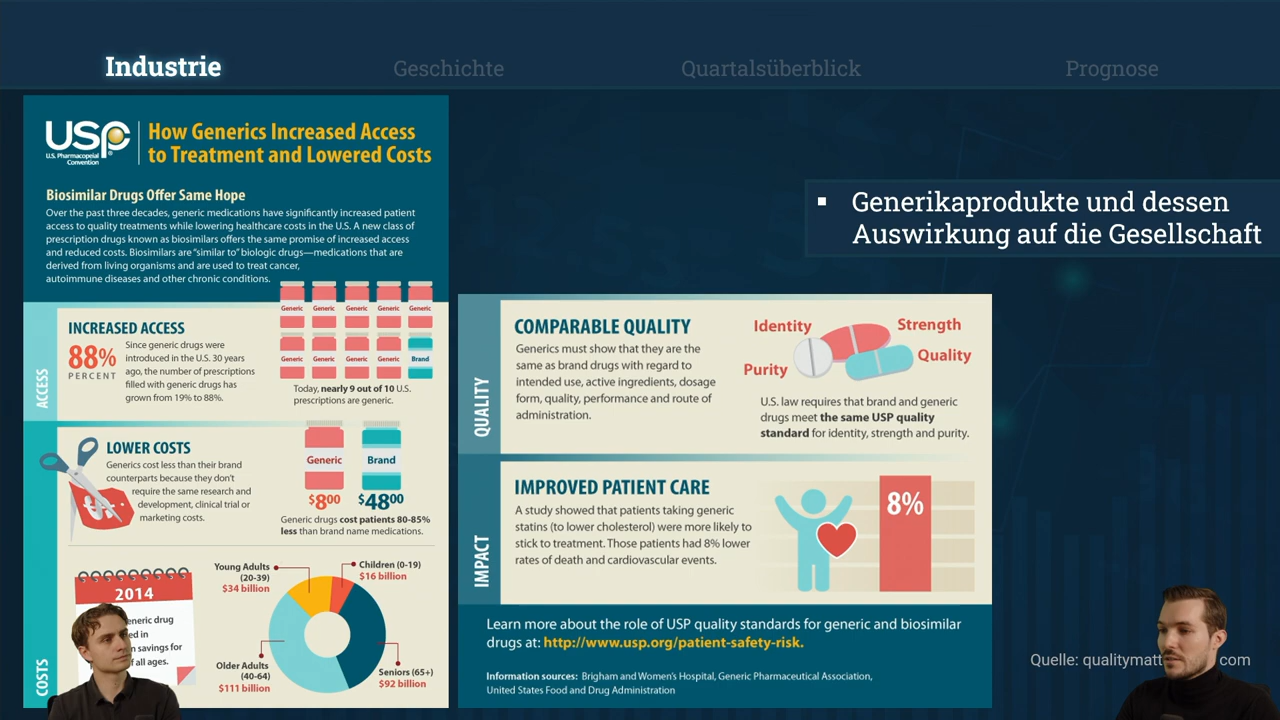 Industrie
Geschichte
Quartalsüberblick
Prognose
USP
U.S. Pharmacopeial
Convention
How Generics Increased Access
to Treatment and Lowered Costs
Biosimilar Drugs Offer Same Hope
Over the past three decades, generic medications have significantly increased patient
access to quality treatments while lowering healthcare costs in the U.S. A new class of
prescription drugs known as biosimilars offers the same promise of increased access
and reduced costs. Biosimilars are "similar to" biologic drugs—medications that are
derived from living organisms and are used to treat cancer,
autoimmune diseases and other chronic conditions.
ACCESS
INCREASED ACCESS
88%
PERCENT
Since generic drugs were
introduced in the U.S. 30 years
ago, the number of prescriptions
filled with generic drugs has
grown from 19% to 88%.
Generic Generic Generic Generic Generic
Generic Generic Generic Generic Brand
Today, nearly 9 out of 10 U.S.
prescriptions are generic.
COSTS
LOWER COSTS
Generics cost less than their brand
counterparts because they don't
require the same research and
development, clinical trial or
marketing costs.
Generic Brand
$800 $4800
Generic drugs cost patients 80-85%
less than brand name medications.
2014
eneric drug
ed in
n savings for
f all ages.
Young Adults
(20-39)
$34 billion
Children (0-19)
$16 billion
Older Adults
(40-64)
$111 billion
Seniors (65+)
$92 billion
Generikaprodukte und dessen
Auswirkung auf die Gesellschaft
QUALITY
COMPARABLE QUALITY
Generics must show that they are the
same as brand drugs with regard to
intended use, active ingredients, dosage
form, quality, performance and route of
administration.
Identity
Strength
Purity
Quality
U.S. law requires that brand and generic
drugs meet the same USP quality
standard for identity, strength and purity.
IMPACT
IMPROVED PATIENT CARE
A study showed that patients taking generic
statins (to lower cholesterol) were more likely to
stick to treatment. Those patients had 8% lower
rates of death and cardiovascular events.
8%
Learn more about the role of USP quality standards for generic and biosimilar
drugs at: http://www.usp.org/patient-safety-risk.
Information sources: Brigham and Women's Hospital, Generic Pharmaceutical Association,
United States Food and Drug Administration
Quelle: qualitymatt com